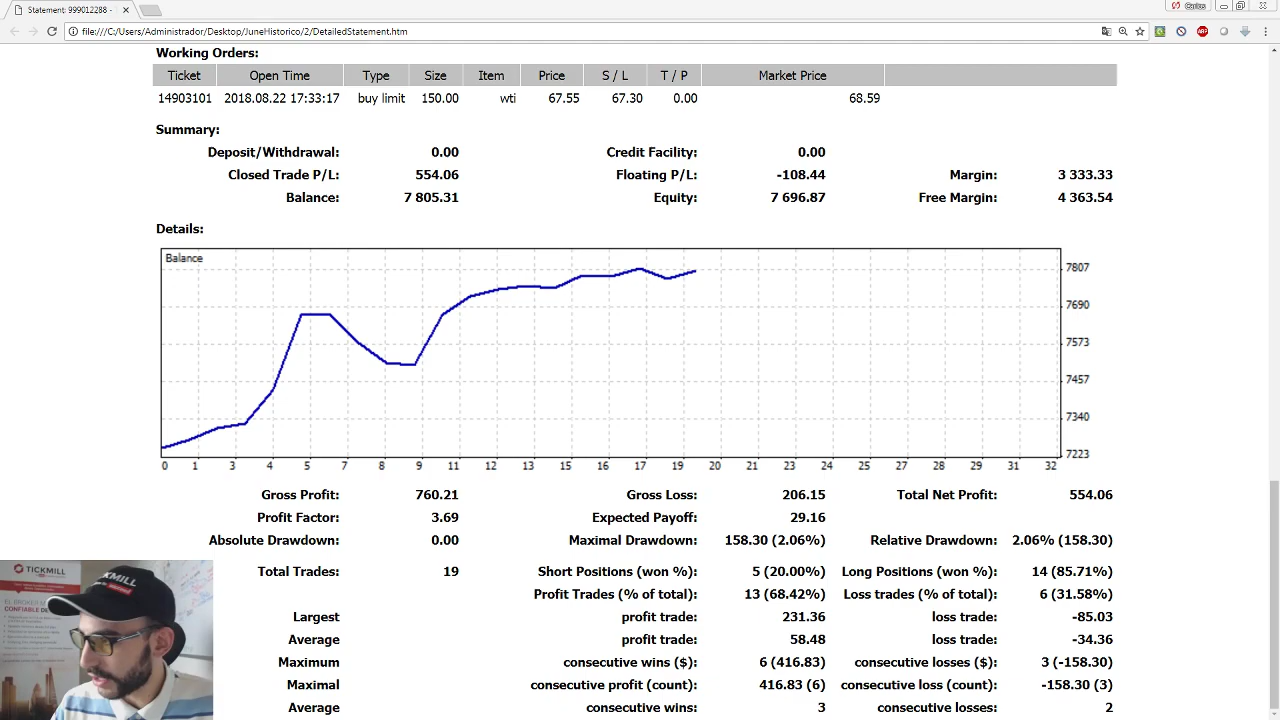 Statement: 999012288 -
Carlos
file:///C:/Users/Administrador/Desktop/JuneHistorico/2/DetailedStatement.htm
Working Orders:
Ticket Open Time Type Size Item Price S / L T / P Market Price
14903101 2018.08.22 17:33:17 buy limit 150.00 wti 67.55 67.30 0.00 68.59
Summary:
Deposit/Withdrawal: 0.00 Credit Facility: 0.00
Closed Trade P/L: 554.06 Floating P/L: -108.44 Margin: 3 333.33
Balance: 7 805.31 Equity: 7 696.87 Free Margin: 4 363.54
Details:
Balance
7807
7690
7573
7457
7340
7223
0 1 3 4 5 7 8 9 11 12 13 15 16 17 19 20 21 23 24 25 27 28 29 31 32
Gross Profit: 760.21 Gross Loss: 206.15 Total Net Profit: 554.06
Profit Factor: 3.69 Expected Payoff: 29.16
Absolute Drawdown: 0.00 Maximal Drawdown: 158.30 (2.06%) Relative Drawdown: 2.06% (158.30)
Total Trades: 19 Short Positions (won %): 5 (20.00%) Long Positions (won %): 14 (85.71%)
Profit Trades (% of total): 13 (68.42%) Loss trades (% of total): 6 (31.58%)
Largest profit trade: 231.36 loss trade: -85.03
Average profit trade: 58.48 loss trade: -34.36
Maximum consecutive wins ($): 6 (416.83) consecutive losses ($): 3 (-158.30)
Maximal consecutive profit (count): 416.83 (6) consecutive loss (count): -158.30 (3)
Average consecutive wins: 3 consecutive losses: 2
TICKMILL
EL BROKER
CONFIABLE DE
TICKMILL